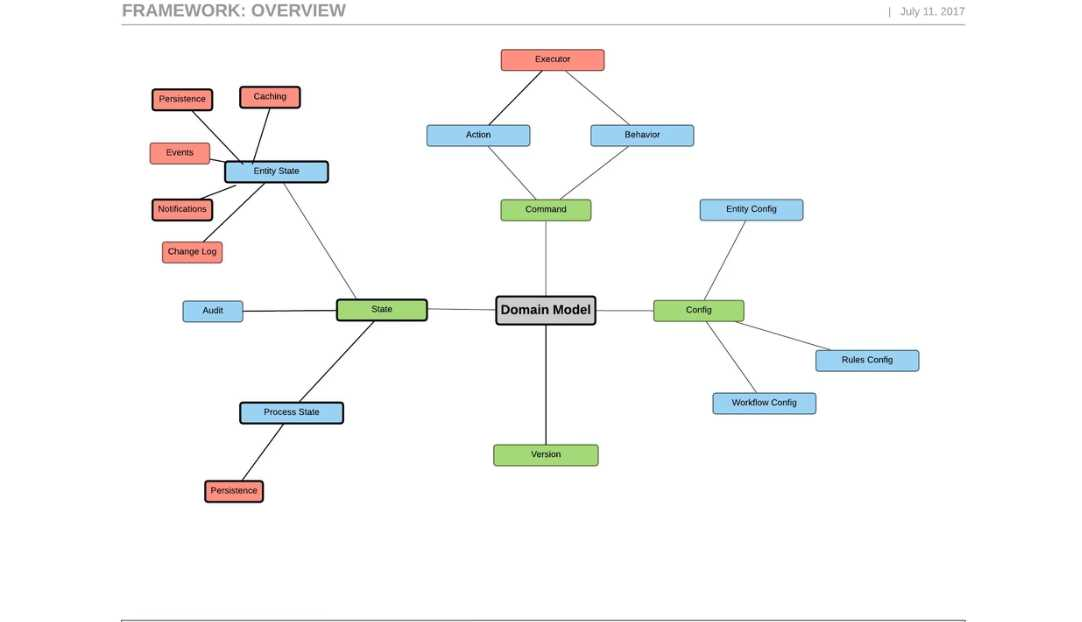 FRAMEWORK: OVERVIEW
| July 11, 2017
Executor
Persistence
Caching
Action
Behavior
Events
Entity State
Notifications
Command
Entity Config
Change Log
Audit
State
Domain Model
Config
Rules Config
Workflow Config
Process State
Version
Persistence